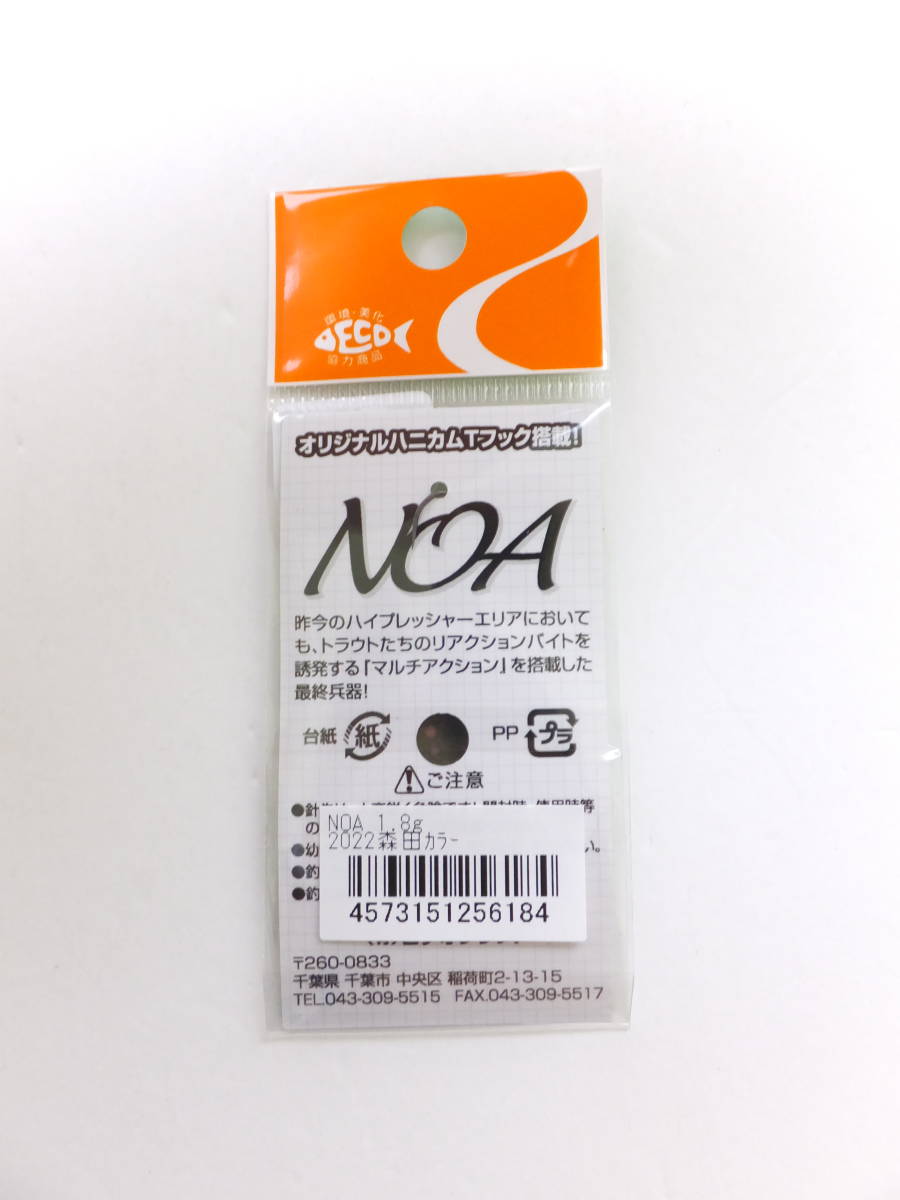 環境・美化
ECO
協力商品
オリジナルハニカムTフック搭載!
NOA
昨今のハイプレッシャーエリアにおいて
も、トラウトたちのリアクションバイトを
誘発する『マルチアクション』を搭載した
最終兵器!
台紙 紙 PP プラ
ご注意
●針
の
●幼 い。
●釣
●釣
NOA 1.8g
2022森田カラー
4573151256184
〒260-0833
千葉県 千葉市 中央区 稲荷町2-13-15
TEL.043-309-5515 FAX.043-309-5517